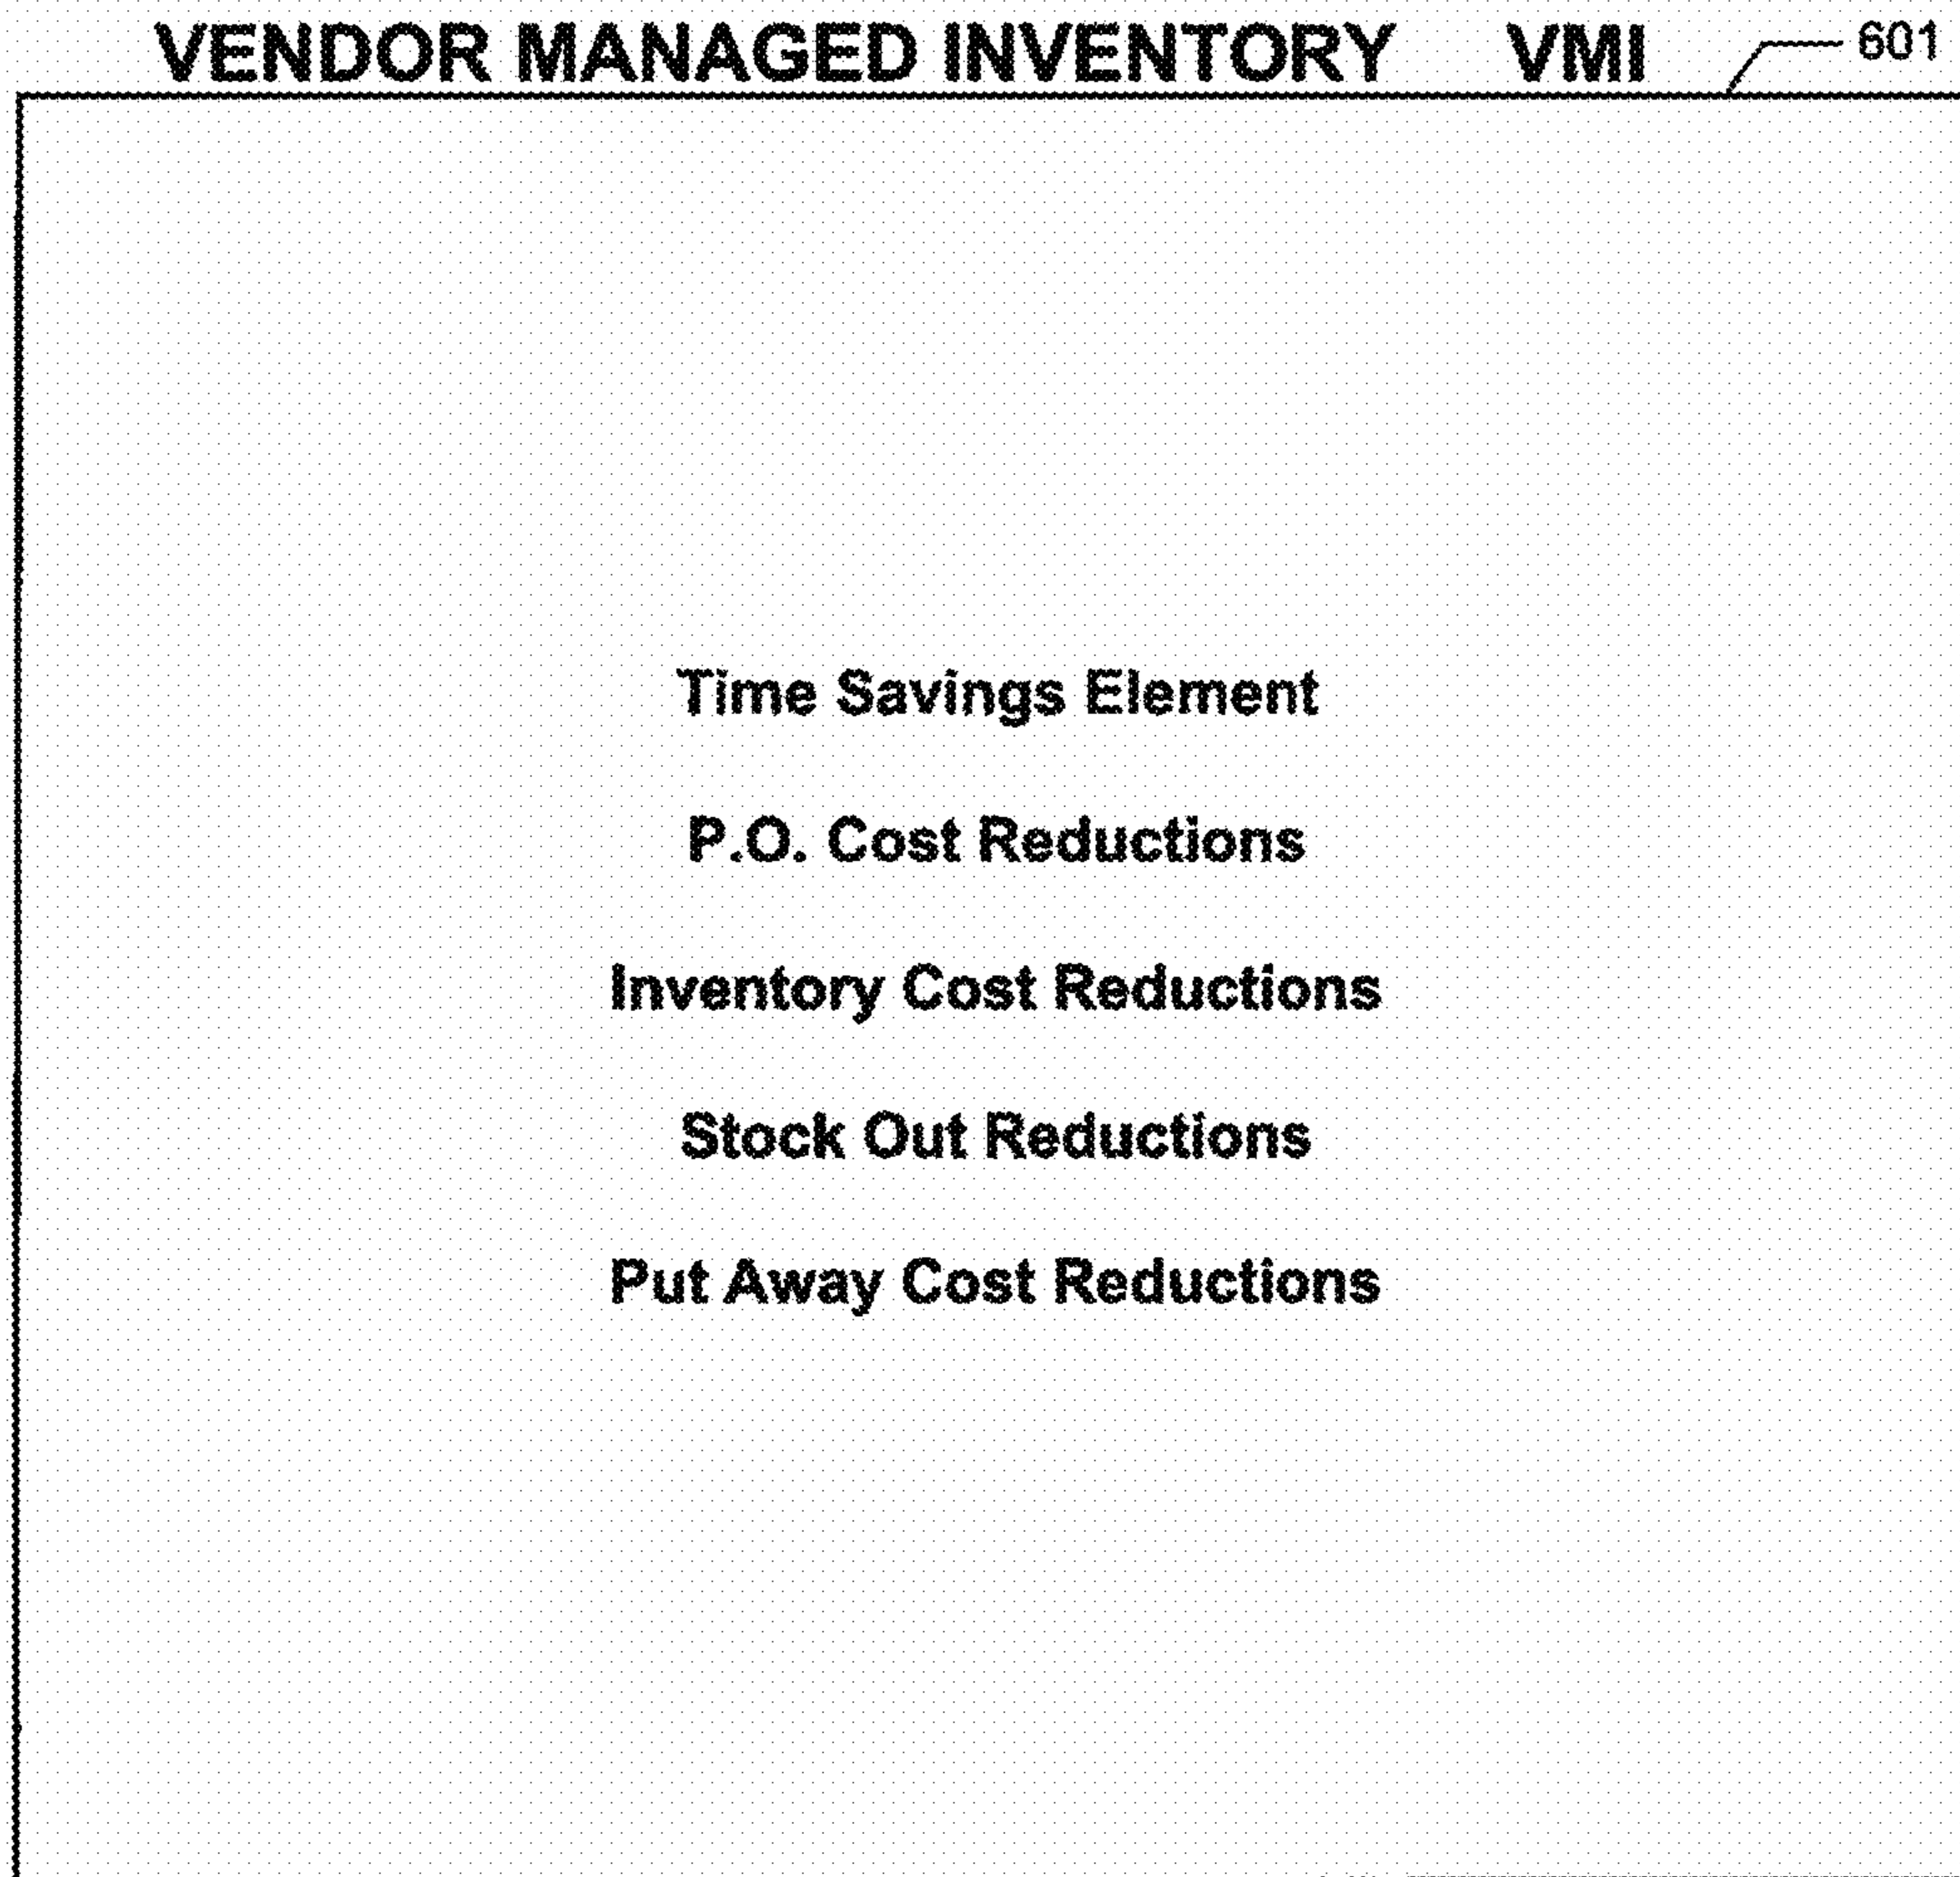 VENDOR MANAGED INVENTORY VMI 601
Time Savings Element
P.O. Cost Reductions
Inventory Cost Reductions
Stock Out Reductions
Put Away Cost Reductions